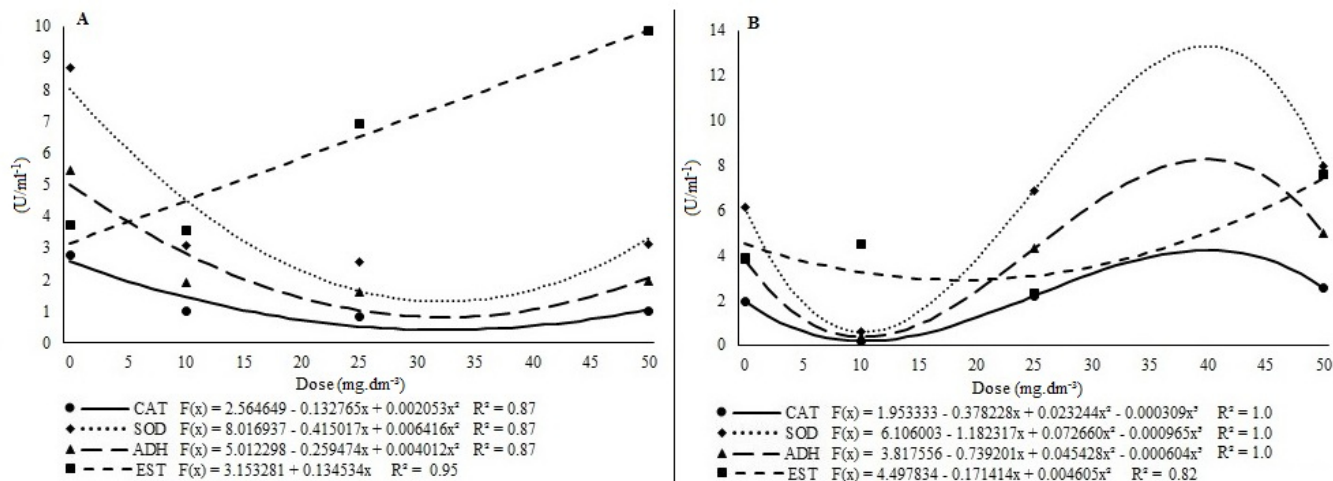 A
10
9
8
7
6
5
4
3
2
1
0
(U/ml⁻¹)
0 5 10 15 20 25 30 35 40 45 50
Dose (mg.dm⁻³)
CAT F(x) = 2.564649 - 0.132765x + 0.002053x² R² = 0.87
SOD F(x) = 8.016937 - 0.415017x + 0.006416x² R² = 0.87
ADH F(x) = 5.012298 - 0.259474x + 0.004012x² R² = 0.87
EST F(x) = 3.153281 + 0.134534x R² = 0.95
B
14
12
10
8
6
4
2
0
(U/ml⁻¹)
0 5 10 15 20 25 30 35 40 45 50
Dose (mg.dm⁻³)
CAT F(x) = 1.953333 - 0.378228x + 0.023244x² - 0.000309x³ R² = 1.0
SOD F(x) = 6.106003 - 1.182317x + 0.072660x² - 0.000965x³ R² = 1.0
ADH F(x) = 3.817556 - 0.739201x + 0.045428x² - 0.000604x³ R² = 1.0
EST F(x) = 4.497834 - 0.171414x + 0.004605x² R² = 0.82